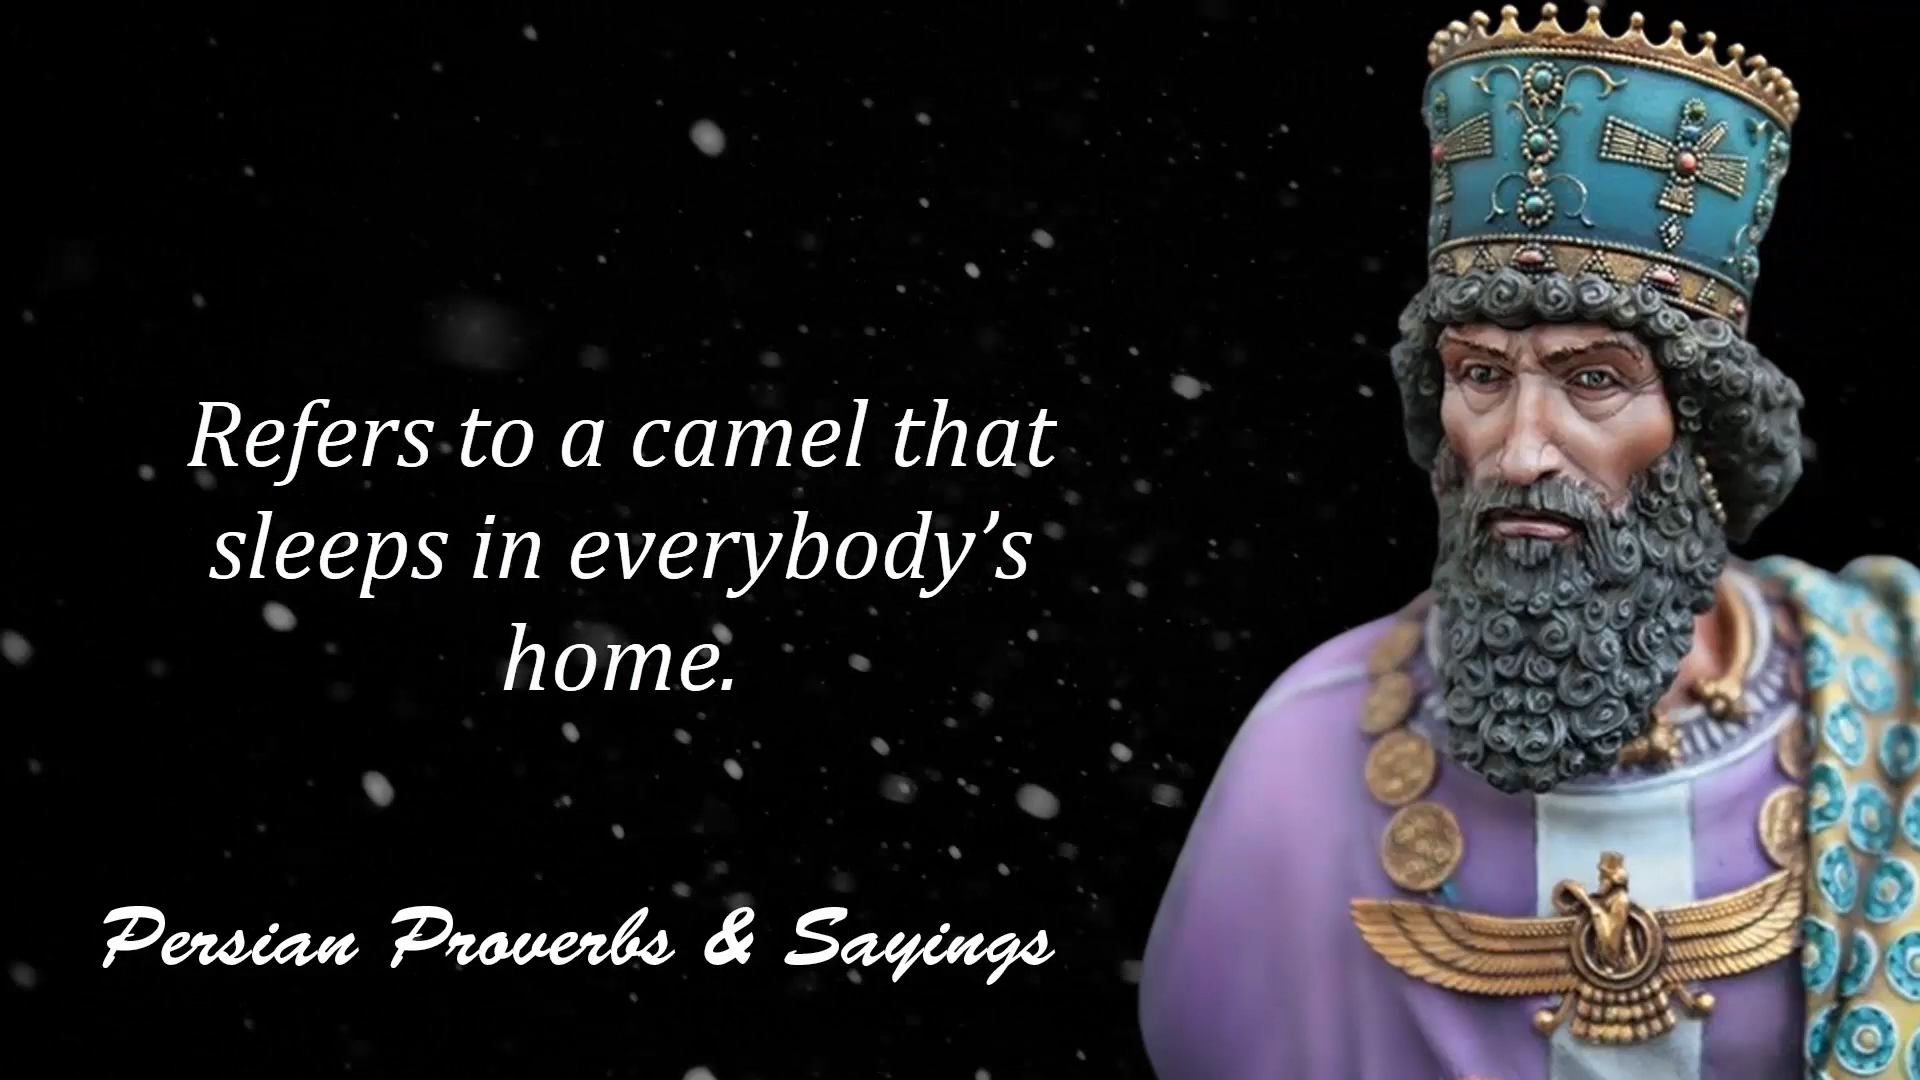 Refers to a camel that
sleeps in everybody’s
home.
Persian Proverbs & Sayings